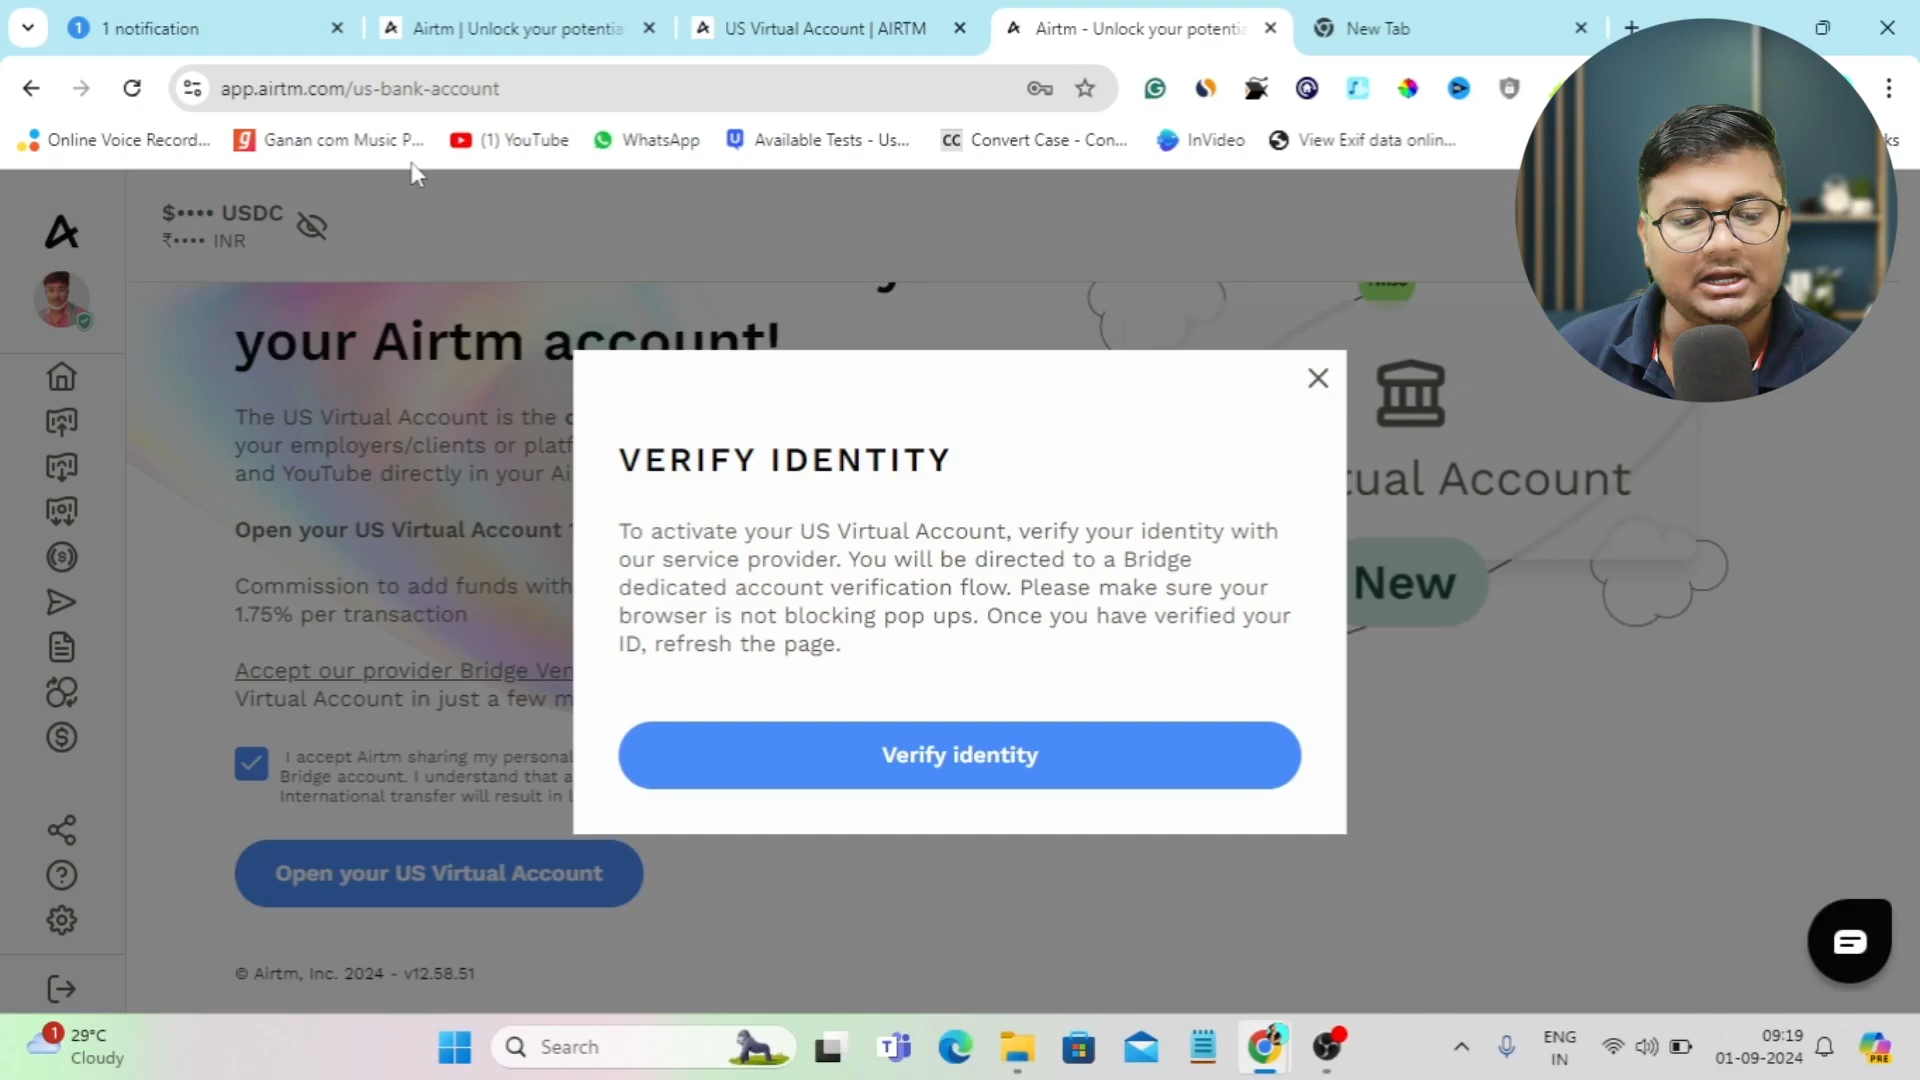 1 notification
Airtm | Unlock your potentia
US Virtual Account | AIRTM
Airtm - Unlock your potentia
New Tab
app.airtm.com/us-bank-account
Online Voice Record...
Ganan com Music P...
(1) YouTube
WhatsApp
Available Tests - Us...
CC Convert Case - Con...
InVideo
View Exif data onlin...
ks
$•••• USDC
₹•••• INR
your Airtm account!
The US Virtual Account is the
your employers/clients or platf
and YouTube directly in your Ai
Open your US Virtual Account
Commission to add funds with
1.75% per transaction
Accept our provider Bridge Ven
Virtual Account in just a few m
I accept Airtm sharing my personal
Bridge account. I understand that a
International transfer will result in l
Open your US Virtual Account
© Airtm, Inc. 2024 - v12.58.51
VERIFY IDENTITY
To activate your US Virtual Account, verify your identity with
our service provider. You will be directed to a Bridge
dedicated account verification flow. Please make sure your
browser is not blocking pop ups. Once you have verified your
ID, refresh the page.
Verify identity
tual Account
New
1
29°C
Cloudy
Search
ENG
IN
09:19
01-09-2024
PRE